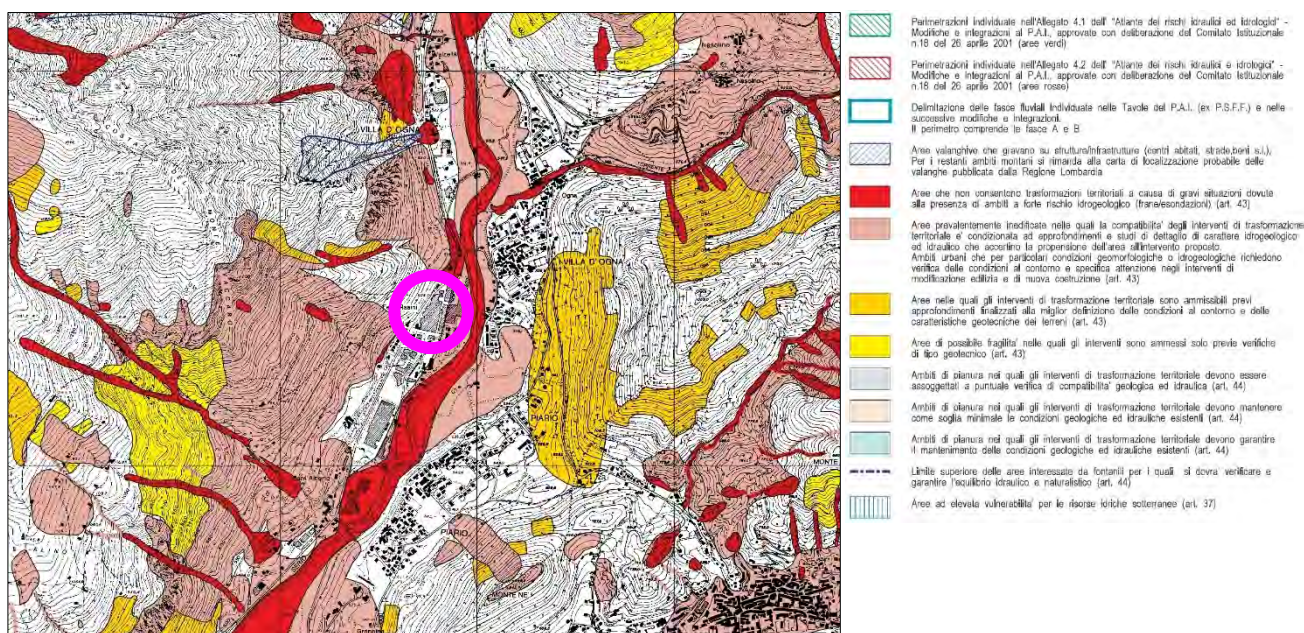 VILLA D' OGNA
Ogna
VILLA D' OGNA
PIARIO
PIARIO
Perimetrazioni individuate nell'Allegato 4.1 dell' "Atlante dei rischi idraulici ed idrologici" -
Modifiche e integrazioni al P.A.I., approvate con deliberazione del Comitato Istituzionale
n.18 del 26 aprile 2001 (aree verdi)
Perimetrazioni individuate nell'Allegato 4.2 dell' "Atlante dei rischi idraulici e idrologici" -
Modifiche e integrazioni al P.A.I., approvate con deliberazione del Comitato Istituzionale
n.18 del 26 aprile 2001 (aree rosse)
Delimitazione delle fasce fluviali individuate nelle Tavole del P.A.I. (ex P.S.F.F.) e nelle
successive modifiche e integrazioni.
Il perimetro comprende le fasce A e B
Aree valanghive che gravano su struttura/infrastrutture (centri abitati, strade,beni s.l.),
Per i restanti ambiti montani si rimanda alla carta di localizzazione probabile delle
valanghe pubblicata dalla Regione Lombardia
Aree che non consentono trasformazioni territoriali a causa di gravi situazioni dovute
alla presenza di ambiti a forte rischio idrogeologico (frane/esondazioni) (art. 43)
Aree prevalentemente inedificate nelle quali la compatibilita' degli interventi di trasformazione
territoriale e' condizionata ad approfondimenti e studi di dettaglio di carattere idrogeologico
ed idraulico che accertino la propensione dell'area all'intervento proposto.
Ambiti urbani che per particolari condizioni geomorfologiche o idrogeologiche richiedono
verifica delle condizioni al contorno e specifica attenzione negli interventi di
modificazione edilizia e di nuova costruzione (art. 43)
Aree nelle quali gli interventi di trasformazione territoriale sono ammissibili previ
approfondimenti finalizzati alla miglior definizione delle condizioni al contorno e delle
caratteristiche geotecniche dei terreni (art. 43)
Aree di possibile fragilita' nelle quali gli interventi sono ammessi solo previe verifiche
di tipo geotecnico (art. 43)
Ambiti di pianura nei quali gli interventi di trasformazione territoriale devono essere
assoggettati a puntuale verifica di compatibilita' geologica ed idraulica (art. 44)
Ambiti di pianura nei quali gli interventi di trasformazione territoriale devono mantenere
come soglia minimale le condizioni geologiche ed idrauliche esistenti (art. 44)
Ambiti di pianura nei quali gli interventi di trasformazione territoriale devono garantire
il mantenimento delle condizioni geologiche ed idrauliche esistenti (art. 44)
Limite superiore delle aree interessate da fontanili per i quali si dovra verificare e
garantire l'equilibrio idraulico e naturalistico (art. 44)
Aree ad elevata vulnerabilita' per le risorse idriche sotterranee (art. 37)